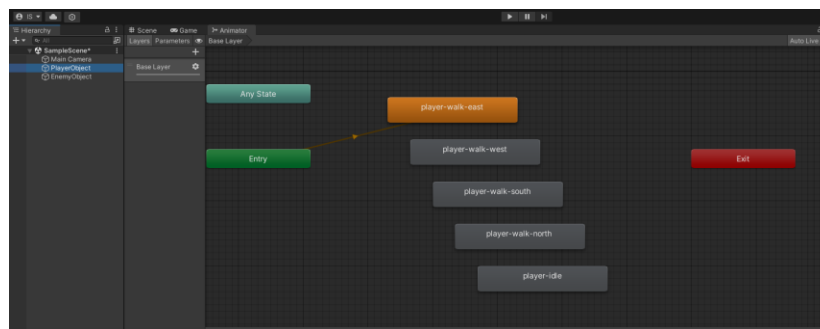 Hierarchy
Scene
Game
Animator
Layers
Parameters
Base Layer
Auto Live
SampleScene*
Main Camera
PlayerObject
EnemyObject
Base Layer
Any State
player-walk-east
player-walk-west
Entry
Exit
player-walk-south
player-walk-north
player-idle